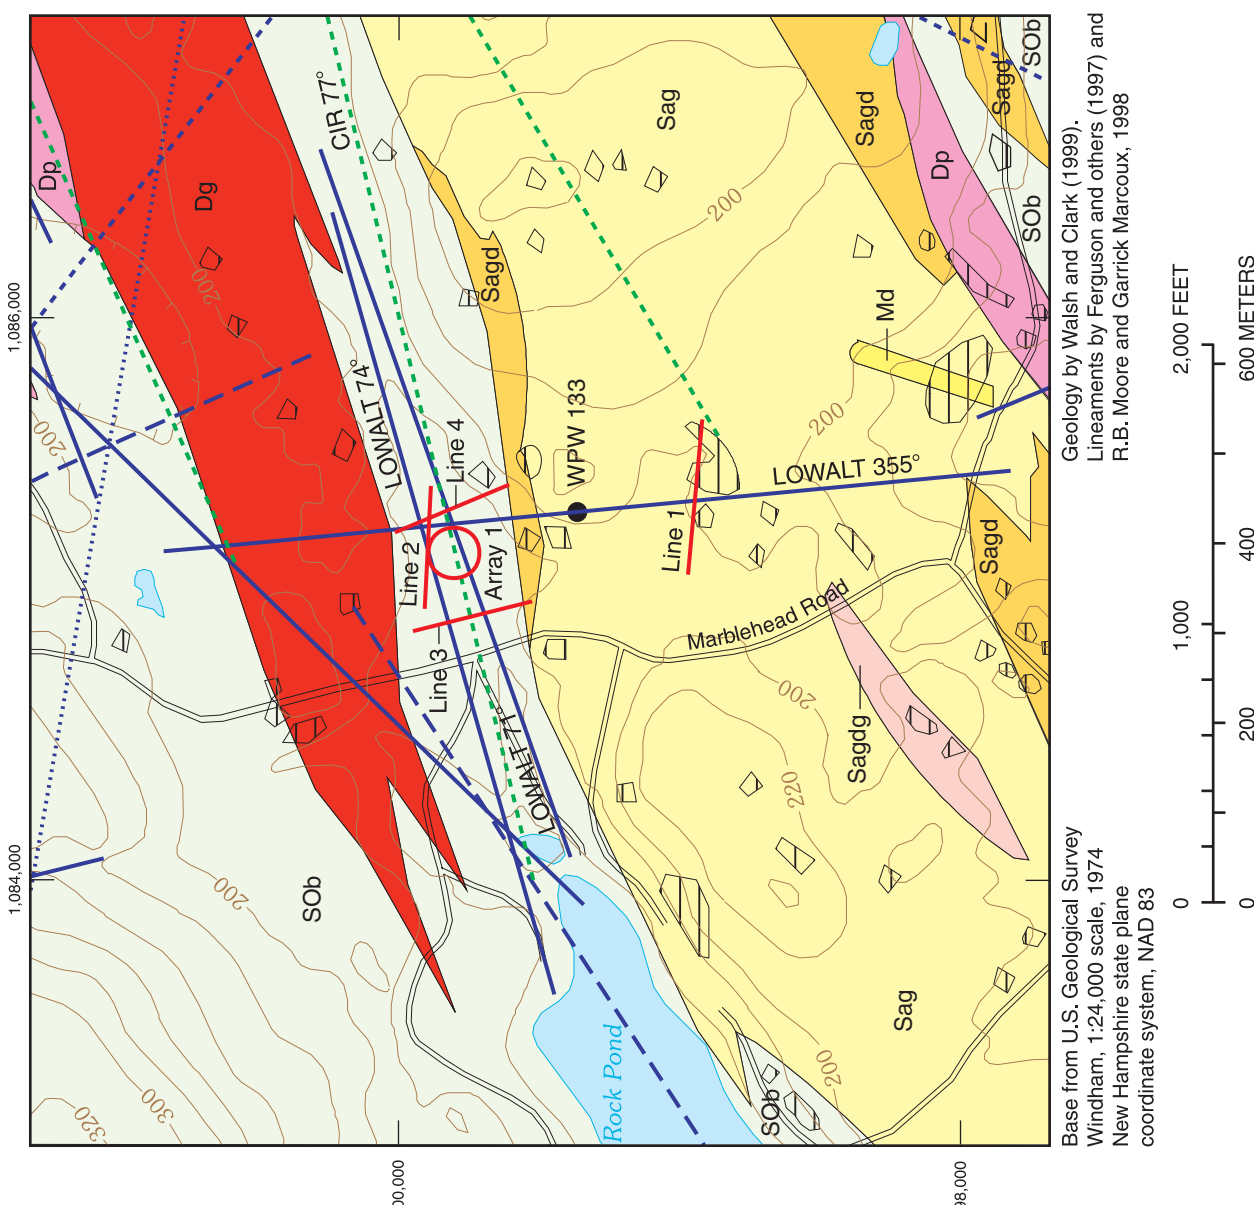 1,086,000
1,084,000
00,000
98,000
Dp
Dg
CIR 77°
Sag
Sagd
Dp
SOb
Sagd
SOb
200
200
Sagd
LOWALT 74°
Line 4
WPW 133
Md
200
200
LOWALT 355°
Line 2
Array 1
Line 1
Sagd
Marblehead Road
Line 3
LOWALT 71°
200
220
Sagdg
SOb
200
Rock Pond
Sag
200
SOb
300
320
Geology by Walsh and Clark (1999).
Lineaments by Ferguson and others (1997) and
R.B. Moore and Garrick Marcoux, 1998
Base from U.S. Geological Survey
Windham, 1:24,000 scale, 1974
New Hampshire state plane
coordinate system, NAD 83
0 1,000 2,000 FEET
0 200 400 600 METERS